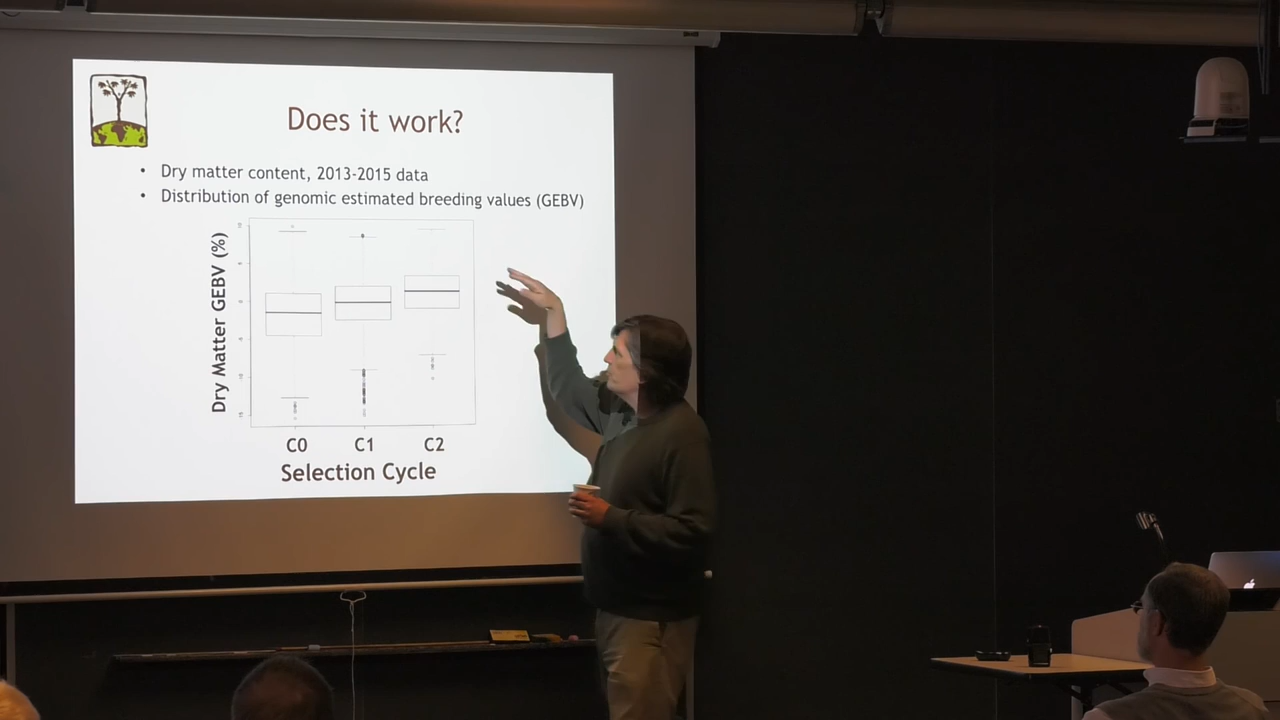 Does it work?
• Dry matter content, 2013-2015 data
• Distribution of genomic estimated breeding values (GEBV)
Dry Matter GEBV (%)
C0 C1 C2
Selection Cycle